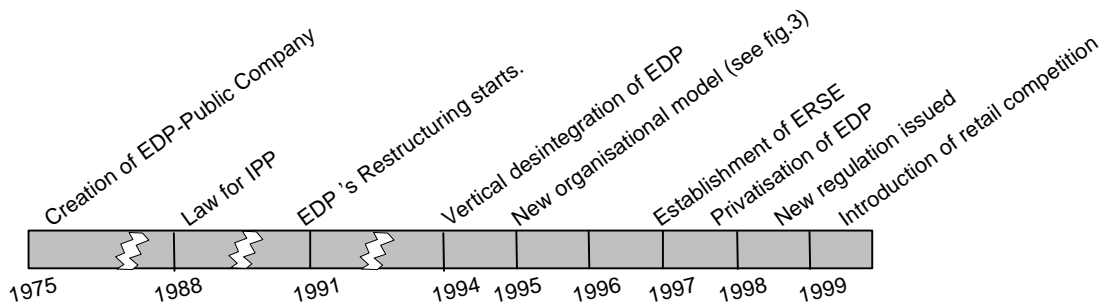 Creation of EDP-Public Company
Law for IPP
EDP 's Restructuring starts.
Vertical desintegration of EDP
New organisational model (see fig.3)
Establishment of ERSE
Privatisation of EDP
New regulation issued
Introduction of retail competition
1975
1988
1991
1994
1995
1996
1997
1998
1999